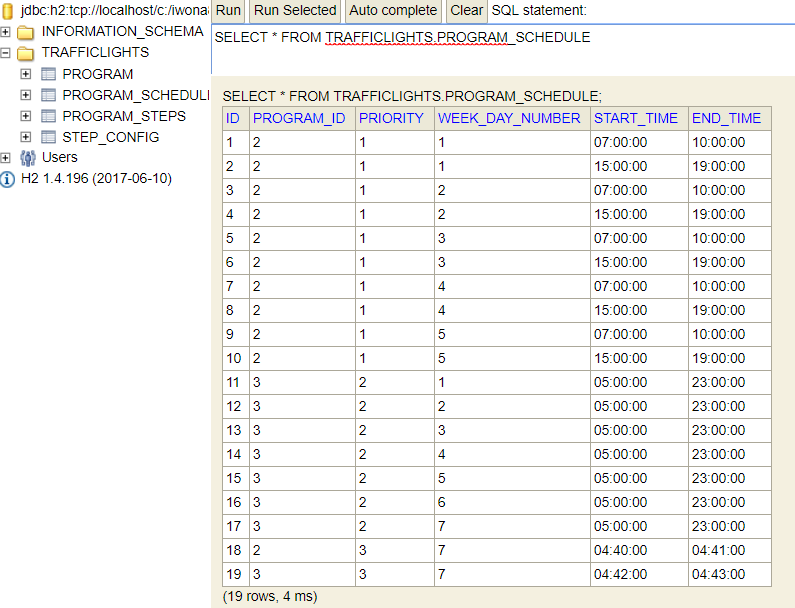 jdbc:h2:tcp://localhost/c:/iwona
INFORMATION_SCHEMA
TRAFFICLIGHTS
PROGRAM
PROGRAM_SCHEDUL
PROGRAM_STEPS
STEP_CONFIG
Users
H2 1.4.196 (2017-06-10)
Run Run Selected Auto complete Clear SQL statement:
SELECT * FROM TRAFFICLIGHTS.PROGRAM_SCHEDULE
SELECT * FROM TRAFFICLIGHTS.PROGRAM_SCHEDULE;
ID PROGRAM_ID PRIORITY WEEK_DAY_NUMBER START_TIME END_TIME
1 2 1 1 07:00:00 10:00:00
2 2 1 1 15:00:00 19:00:00
3 2 1 2 07:00:00 10:00:00
4 2 1 2 15:00:00 19:00:00
5 2 1 3 07:00:00 10:00:00
6 2 1 3 15:00:00 19:00:00
7 2 1 4 07:00:00 10:00:00
8 2 1 4 15:00:00 19:00:00
9 2 1 5 07:00:00 10:00:00
10 2 1 5 15:00:00 19:00:00
11 3 2 1 05:00:00 23:00:00
12 3 2 2 05:00:00 23:00:00
13 3 2 3 05:00:00 23:00:00
14 3 2 4 05:00:00 23:00:00
15 3 2 5 05:00:00 23:00:00
16 3 2 6 05:00:00 23:00:00
17 3 2 7 05:00:00 23:00:00
18 2 3 7 04:40:00 04:41:00
19 3 3 7 04:42:00 04:43:00
(19 rows, 4 ms)